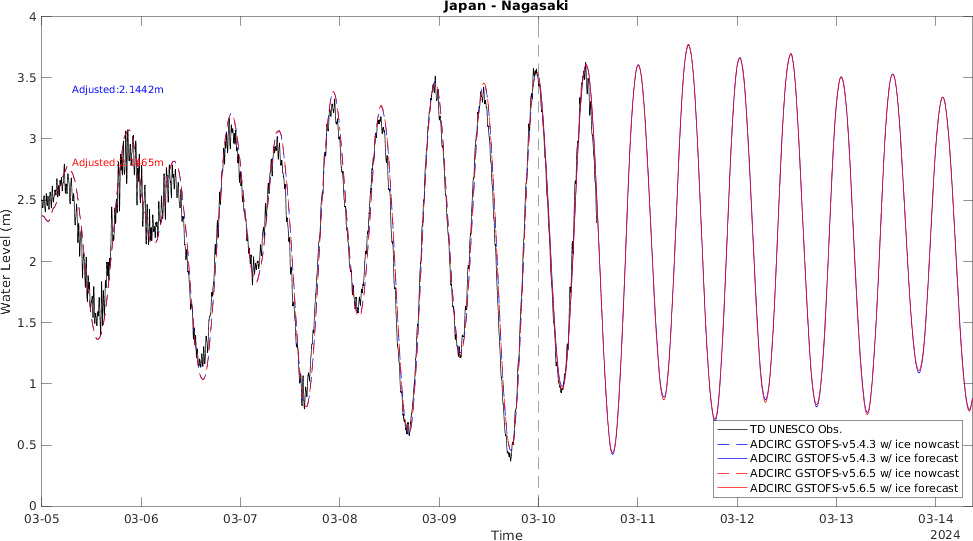 Japan - Nagasaki
4
3.5
3
2.5
2
1.5
1
0.5
0
Water Level (m)
Adjusted:2.1442m
Adjusted: 65m
TD UNESCO Obs.
ADCIRC GSTOFS-v5.4.3 w/ ice nowcast
ADCIRC GSTOFS-v5.4.3 w/ ice forecast
ADCIRC GSTOFS-v5.6.5 w/ ice nowcast
ADCIRC GSTOFS-v5.6.5 w/ ice forecast
03-05 03-06 03-07 03-08 03-09 03-10 03-11 03-12 03-13 03-14
Time
2024